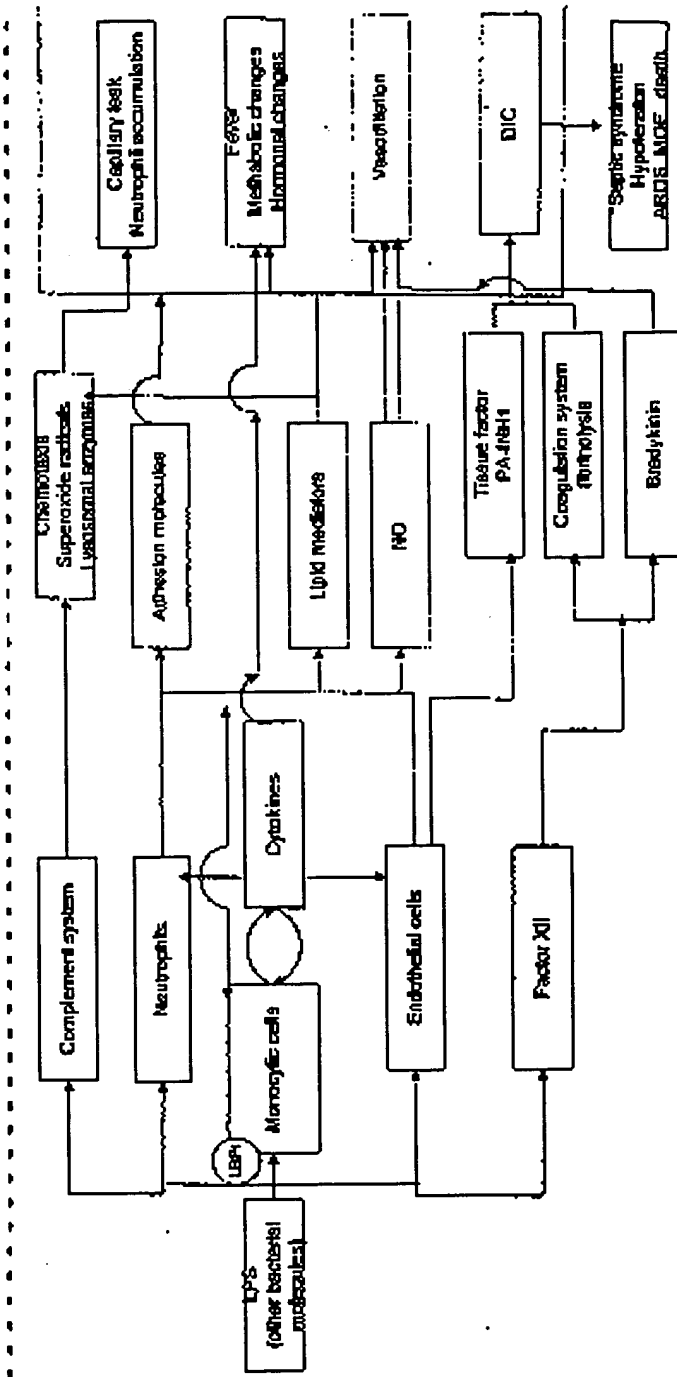 LPS
(other bacterial
molecules)
LBP
Monocytic cells
Complement system
Neutrophils
Cytokines
Endothelial cells
Factor XII
Chemotaxis
Superoxide radicals
Lysosomal enzymes
Adhesion molecules
Lipid mediators
NO
Tissue factor
Coagulation system
(fibrinolysis)
Bradykinin
Capillary leak
Neutrophil accumulation
Fever
Methabolic changes
Hormonal changes
Vasodilation
DIC
Septic syndrome
Hypotension
ARDS, MOF, death